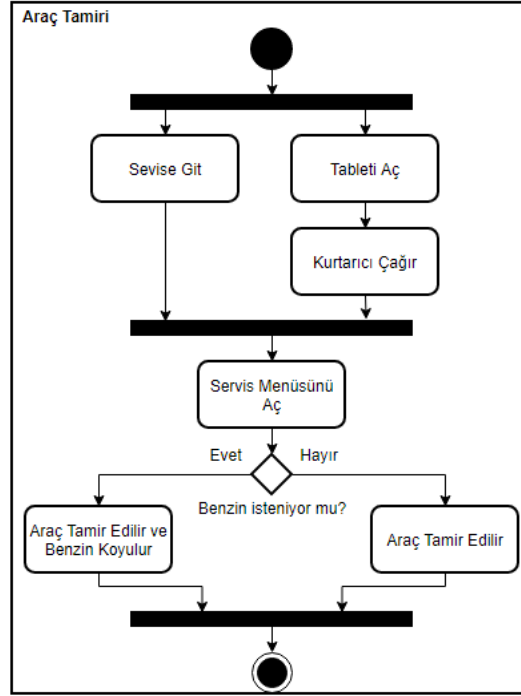 Araç Tamiri
Sevise Git
Tableti Aç
Kurtarıcı Çağır
Servis Menüsünü
Aç
Evet
Hayır
Benzin isteniyor mu?
Araç Tamir Edilir ve
Benzin Koyulur
Araç Tamir Edilir